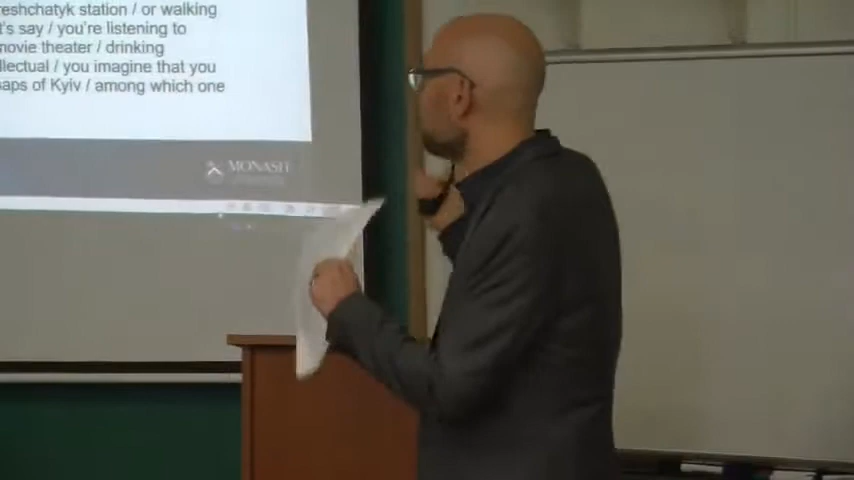 reshchatyk station / or walking
t's say / you're listening to
movie theater / drinking
llectual / you imagine that you
aps of Kyiv / among which one
MONASH